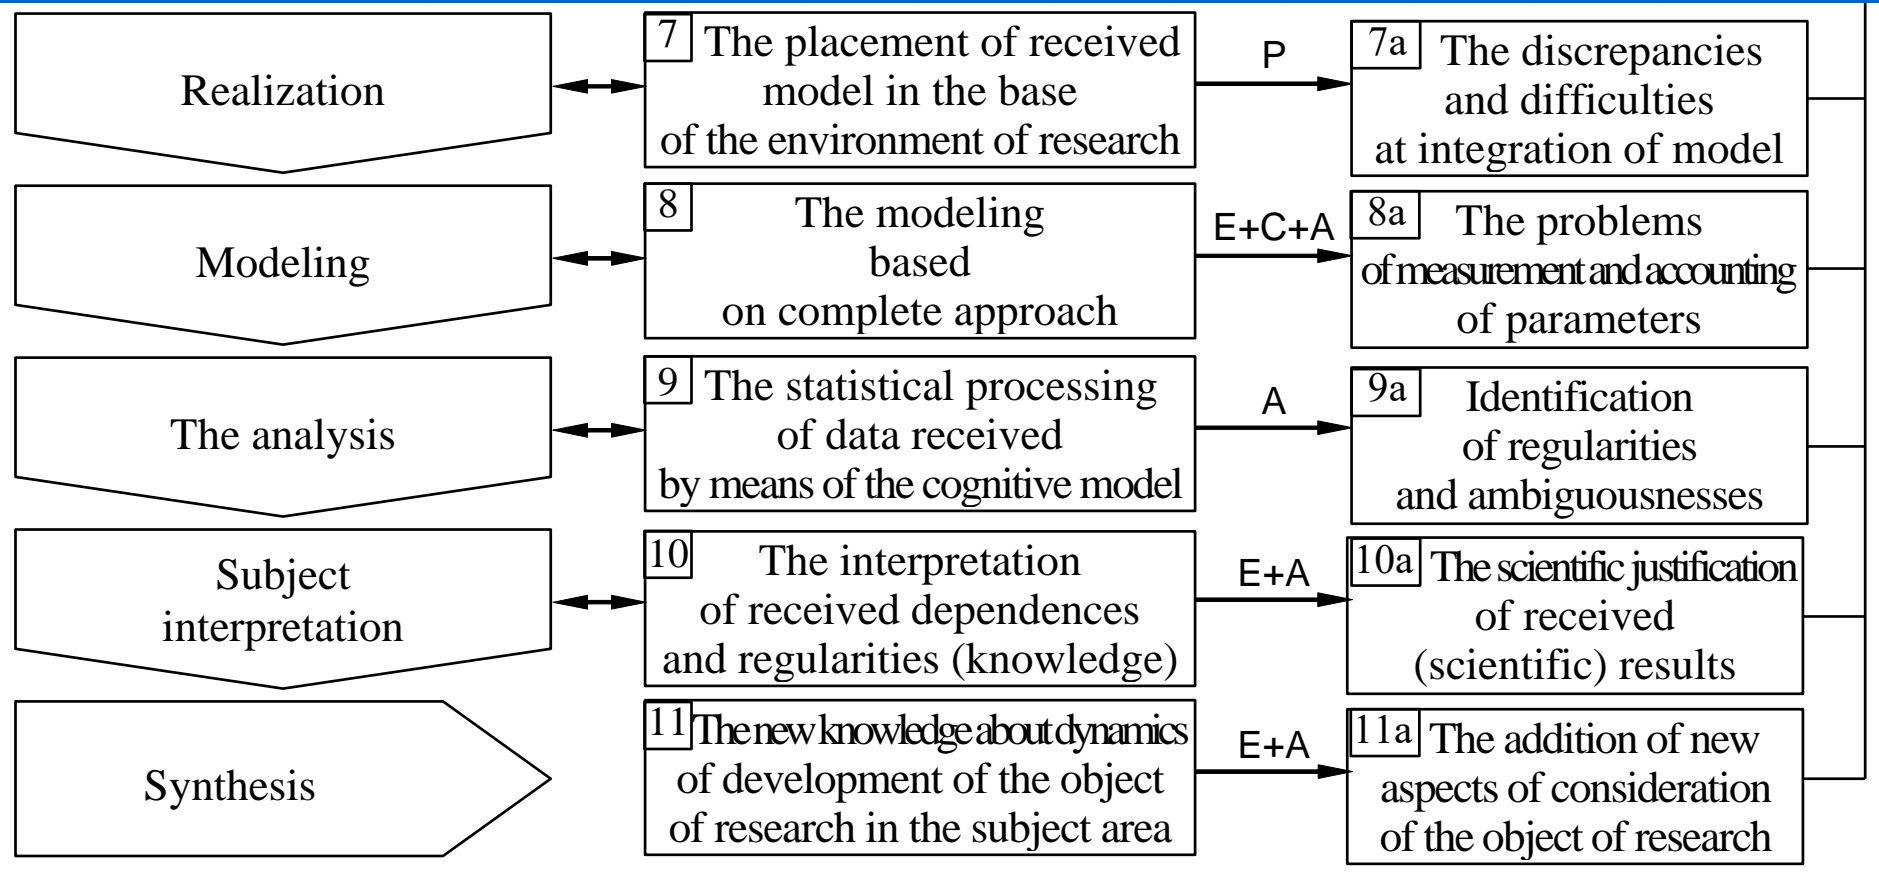 Realization
7 The placement of received
model in the base
of the environment of research
P
7a The discrepancies
and difficulties
at integration of model
Modeling
8 The modeling
based
on complete approach
E+C+A
8a The problems
of measurement and accounting
of parameters
The analysis
9 The statistical processing
of data received
by means of the cognitive model
A
9a Identification
of regularities
and ambiguousnesses
Subject
interpretation
10 The interpretation
of received dependences
and regularities (knowledge)
E+A
10a The scientific justification
of received
(scientific) results
Synthesis
11 The new knowledge about dynamics
of development of the object
of research in the subject area
E+A
11a The addition of new
aspects of consideration
of the object of research